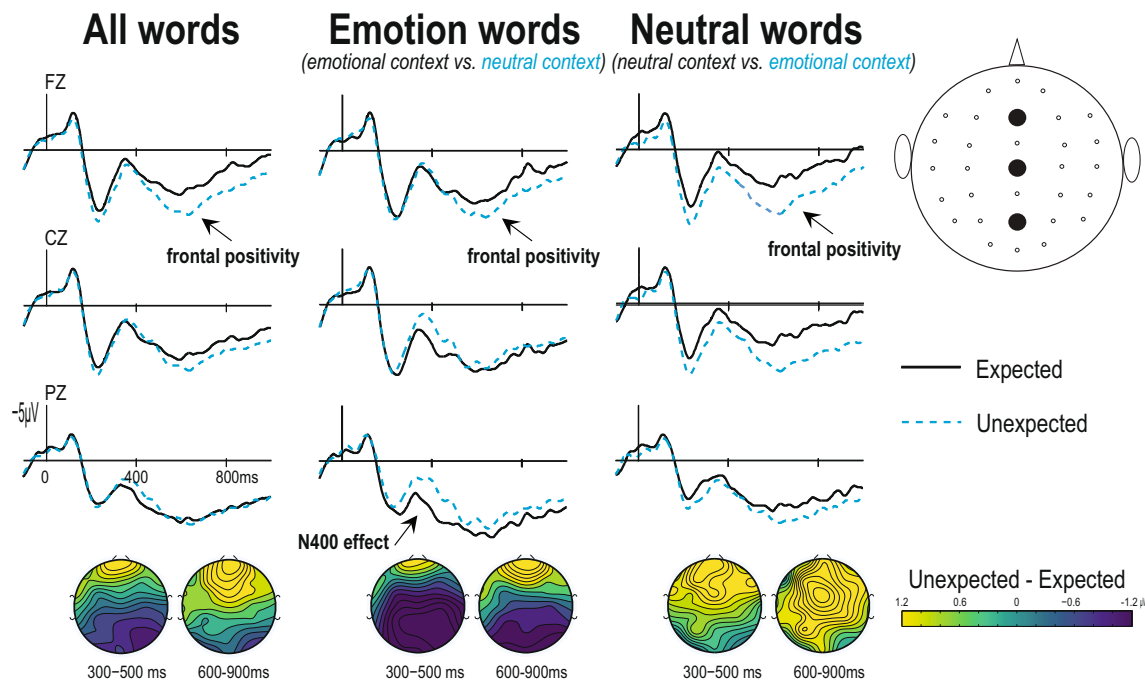 All words
Emotion words
Neutral words
(emotional context vs. neutral context)
(neutral context vs. emotional context)
FZ
frontal positivity
frontal positivity
frontal positivity
CZ
Expected
Unexpected
−5µV
PZ
0
400
800ms
N400 effect
Unexpected - Expected
1.2
0.6
0
−0.6
-1.2
300−500 ms
600-900ms
300−500 ms
600-900ms
300−500 ms
600-900ms